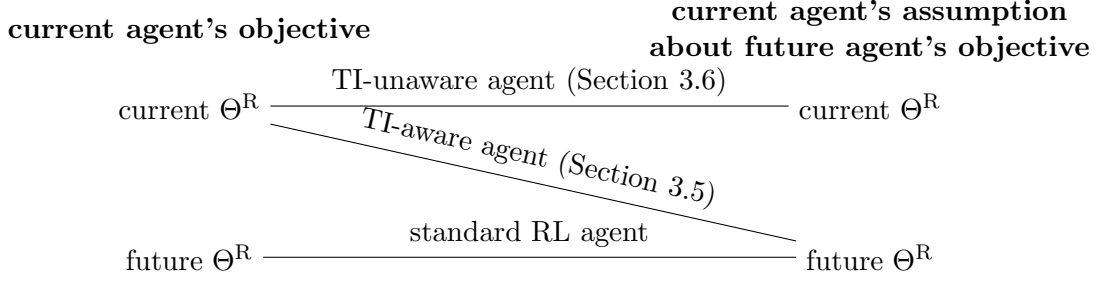 current agent's objective
current agent's assumption
about future agent's objective
TI-unaware agent (Section 3.6)
current Θ^R
current Θ^R
TI-aware agent (Section 3.5)
standard RL agent
future Θ^R
future Θ^R